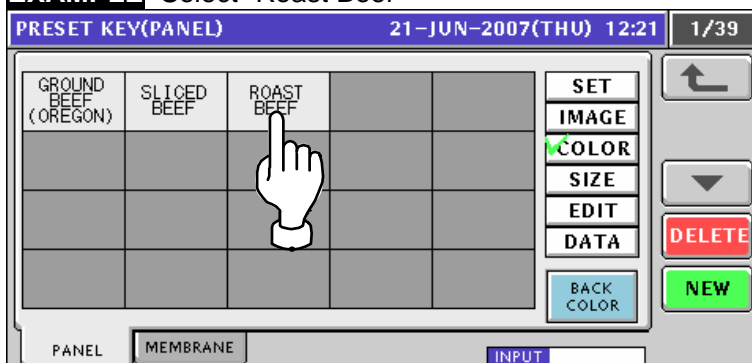 Select "Roast Beef"
PRESET KEY(PANEL) 21-JUN-2007(THU) 12:21 1/39
GROUND
BEEF
(OREGON)
SLICED
BEEF
ROAST
BEEF
SET
IMAGE
COLOR
SIZE
EDIT
DATA
BACK
COLOR
DELETE
NEW
PANEL
MEMBRANE
INPUT